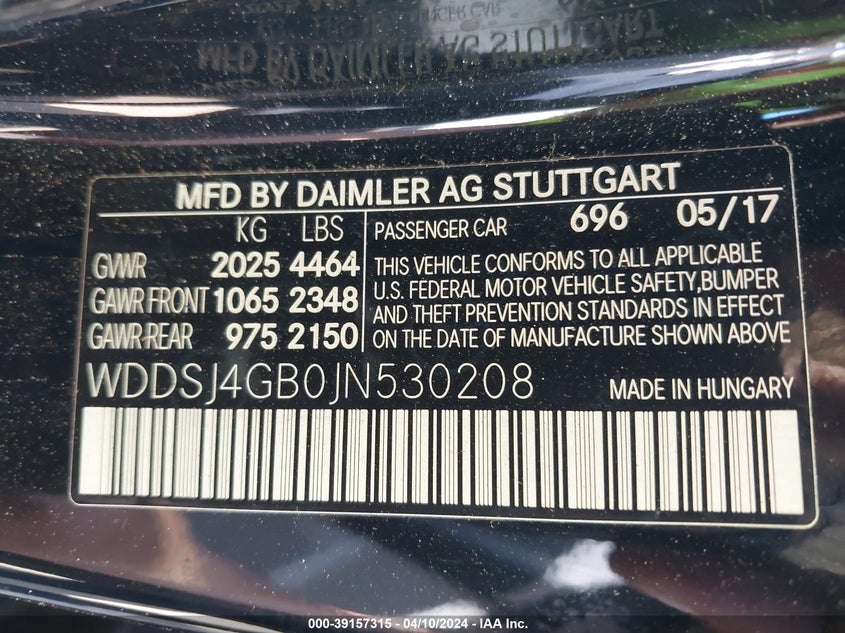 MFD BY DAIMLER AG STUTTGART
KG LBS
PASSENGER CAR 696 05/17
GVWR 2025 4464
GAWR FRONT 1065 2348
GAWR-REAR 975 2150
THIS VEHICLE CONFORMS TO ALL APPLICABLE
U.S. FEDERAL MOTOR VEHICLE SAFETY,BUMPER
AND THEFT PREVENTION STANDARDS IN EFFECT
ON THE DATE OF MANUFACTURE SHOWN ABOVE
WDDSJ4GB0JN530208
MADE IN HUNGARY
000-39157315 - 04/10/2024 - IAA Inc.